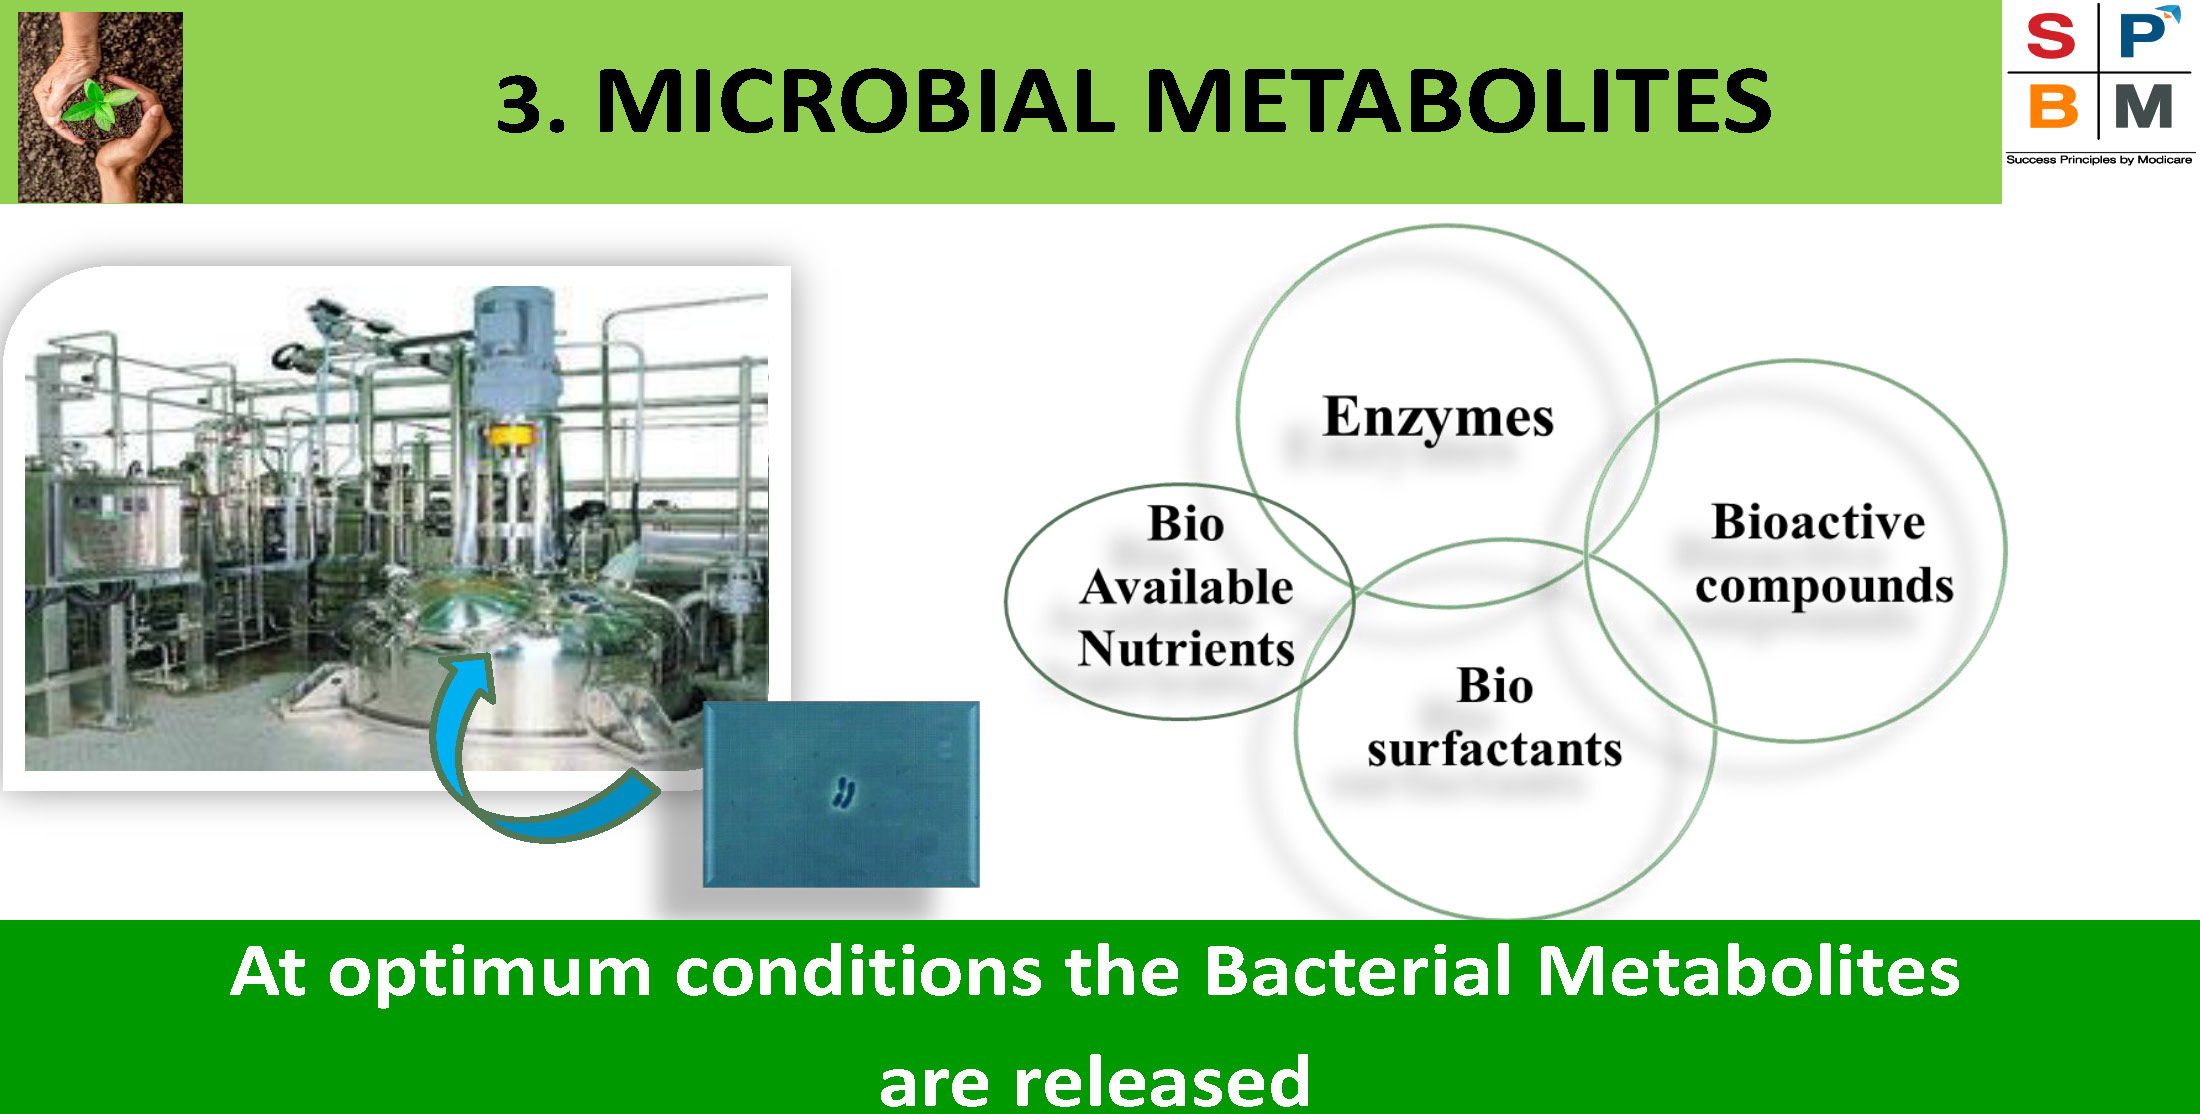 3. MICROBIAL METABOLITES
S P
B M
Success Principles by Modicare
Enzymes
Bioactive
compounds
Bio
Available
Nutrients
Bio
surfactants
At optimum conditions the Bacterial Metabolites
are released